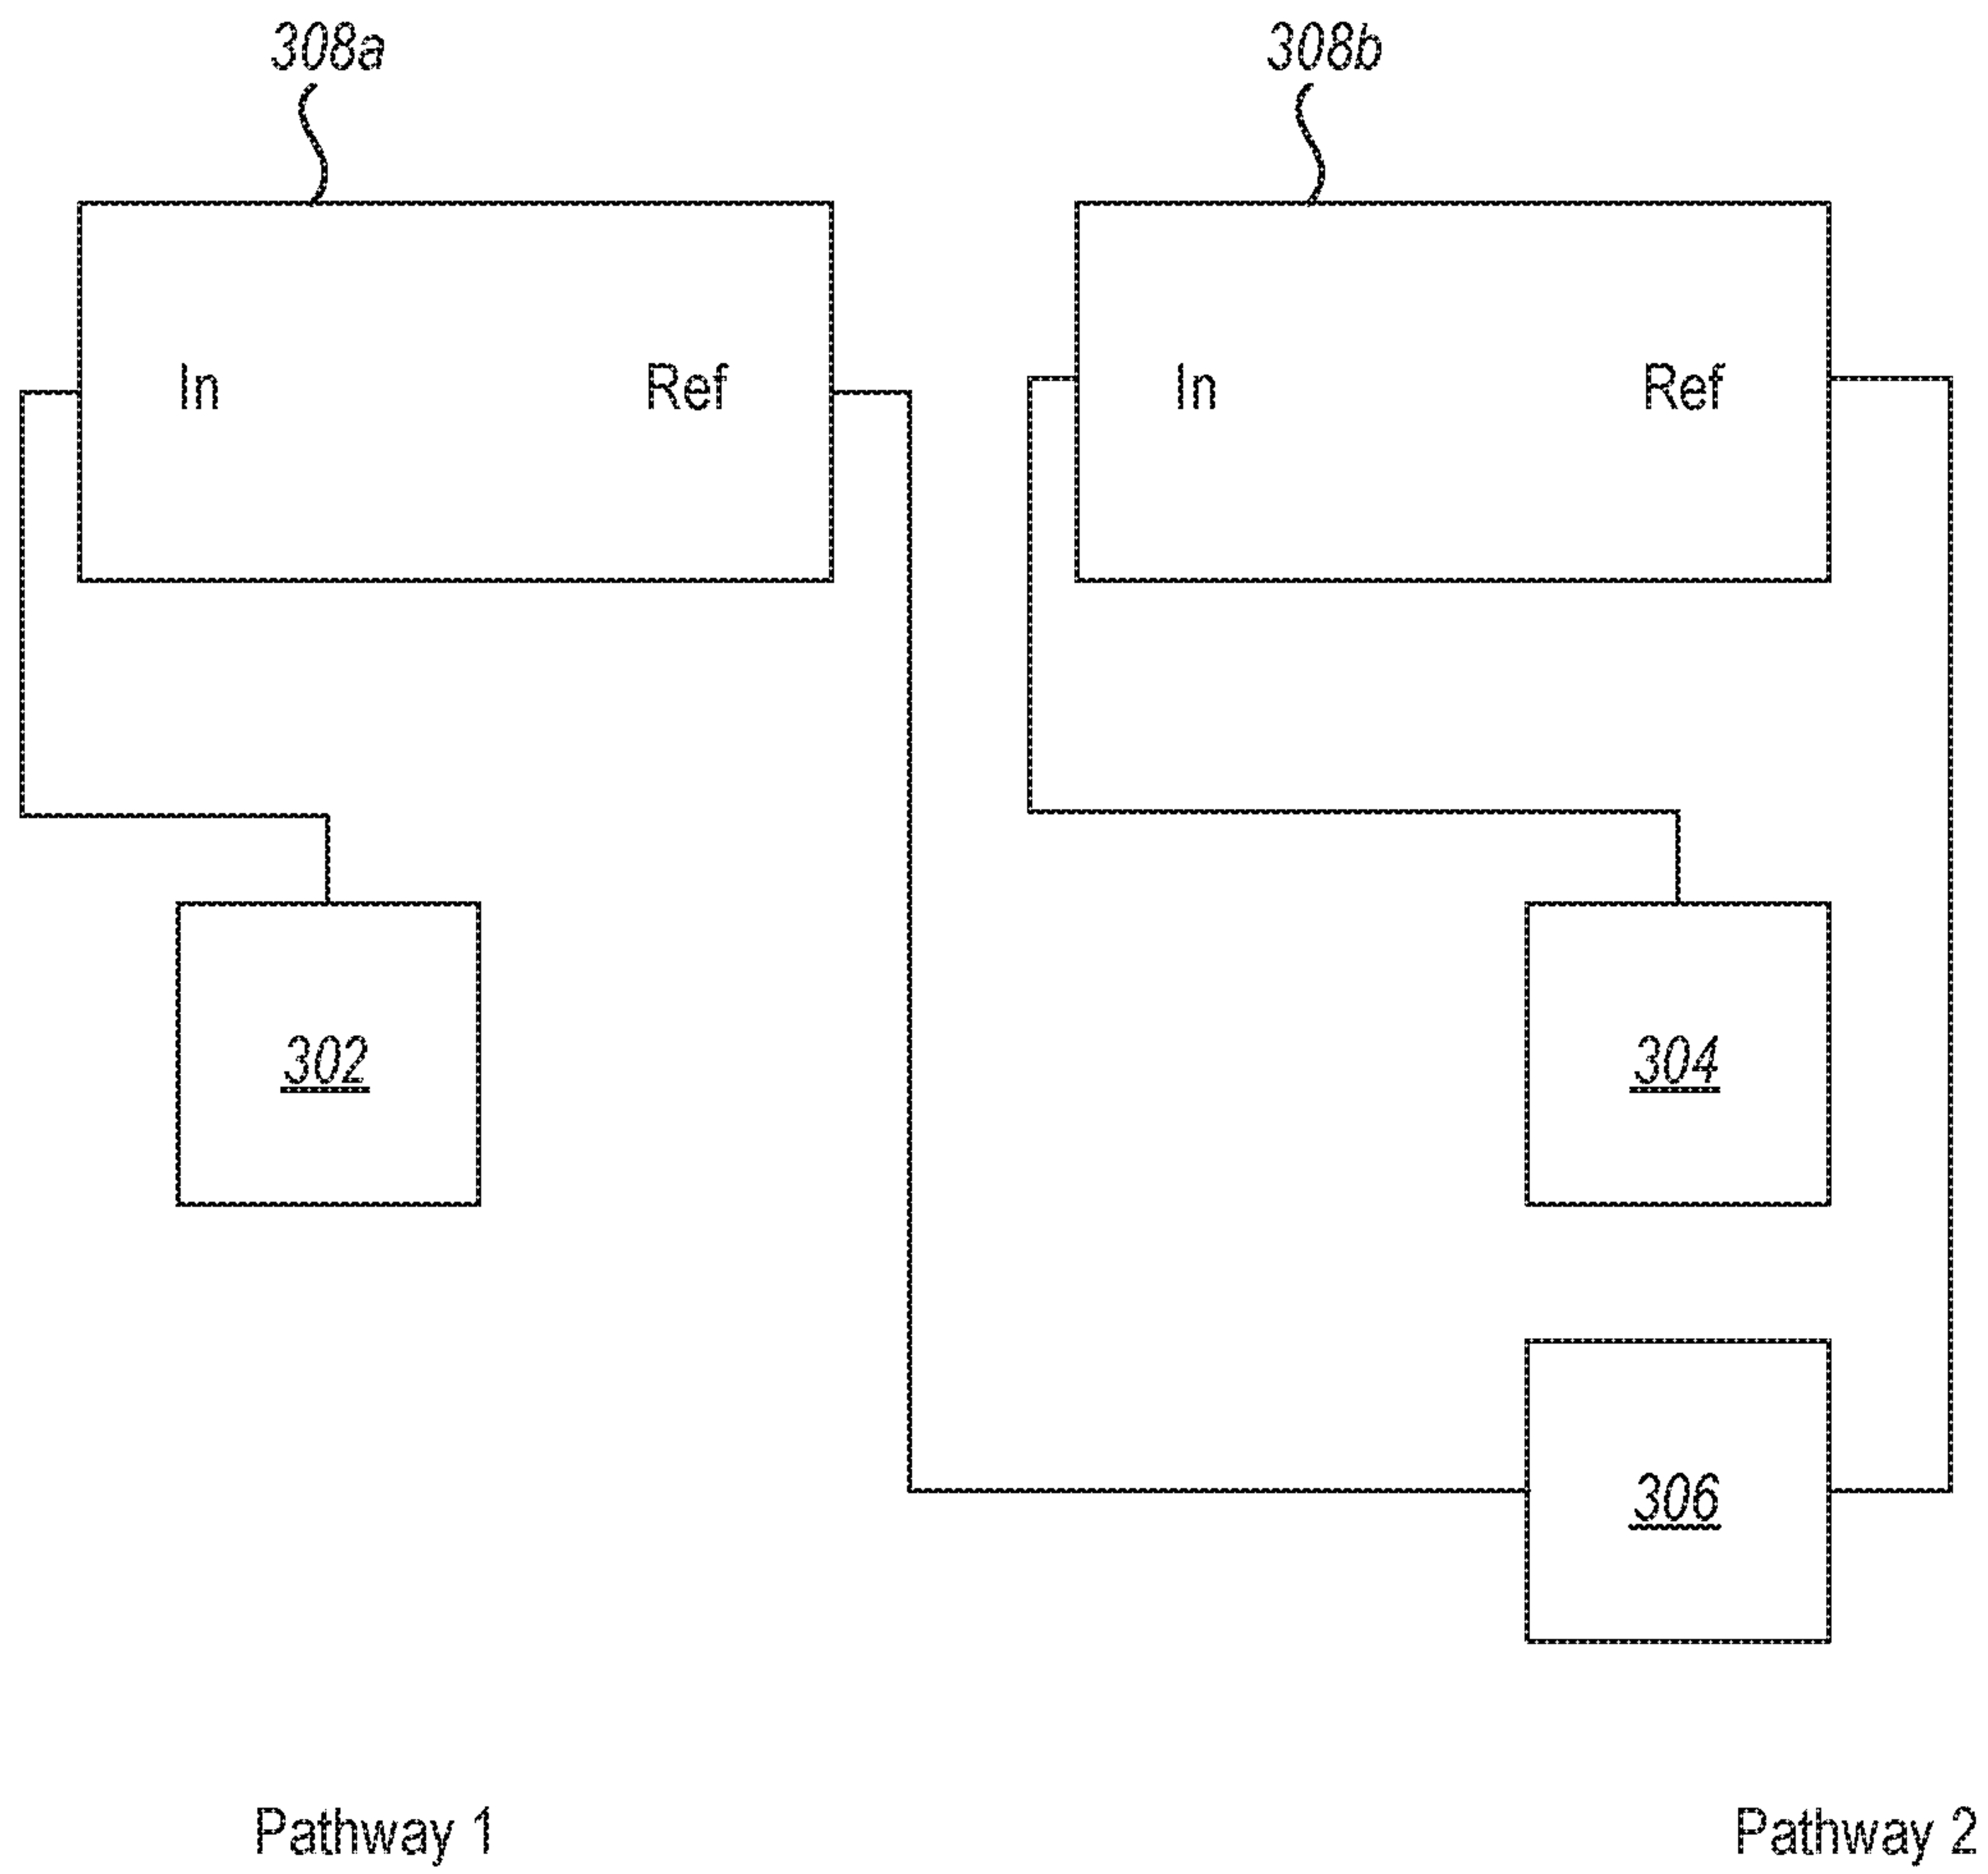 308a 308b
In Ref In Ref
302 304
306
Pathway 1 Pathway 2